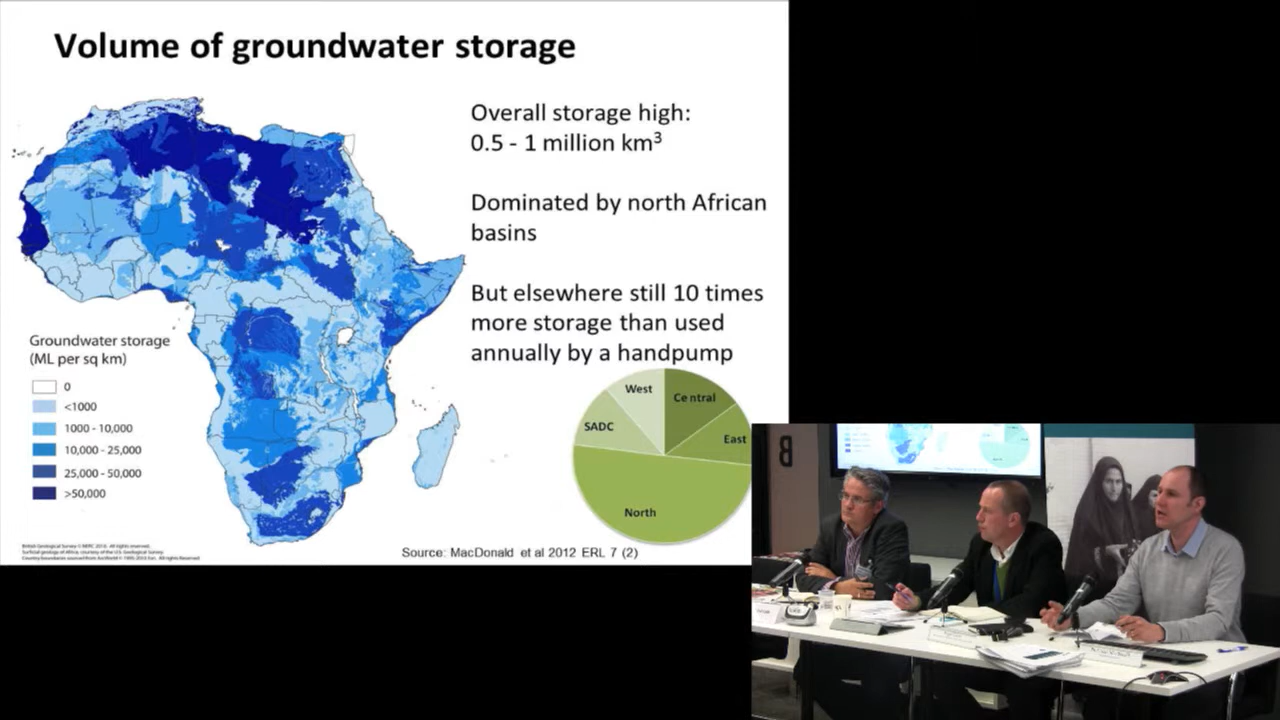 Volume of groundwater storage
Overall storage high:
0.5 - 1 million km³
Dominated by north African
basins
But elsewhere still 10 times
more storage than used
annually by a handpump
Groundwater storage
(ML per sq km)
0
<1000
1000 - 10,000
10,000 - 25,000
25,000 - 50,000
>50,000
West
Central
SADC
East
North
Source: MacDonald et al 2012 ERL 7 (2)
B